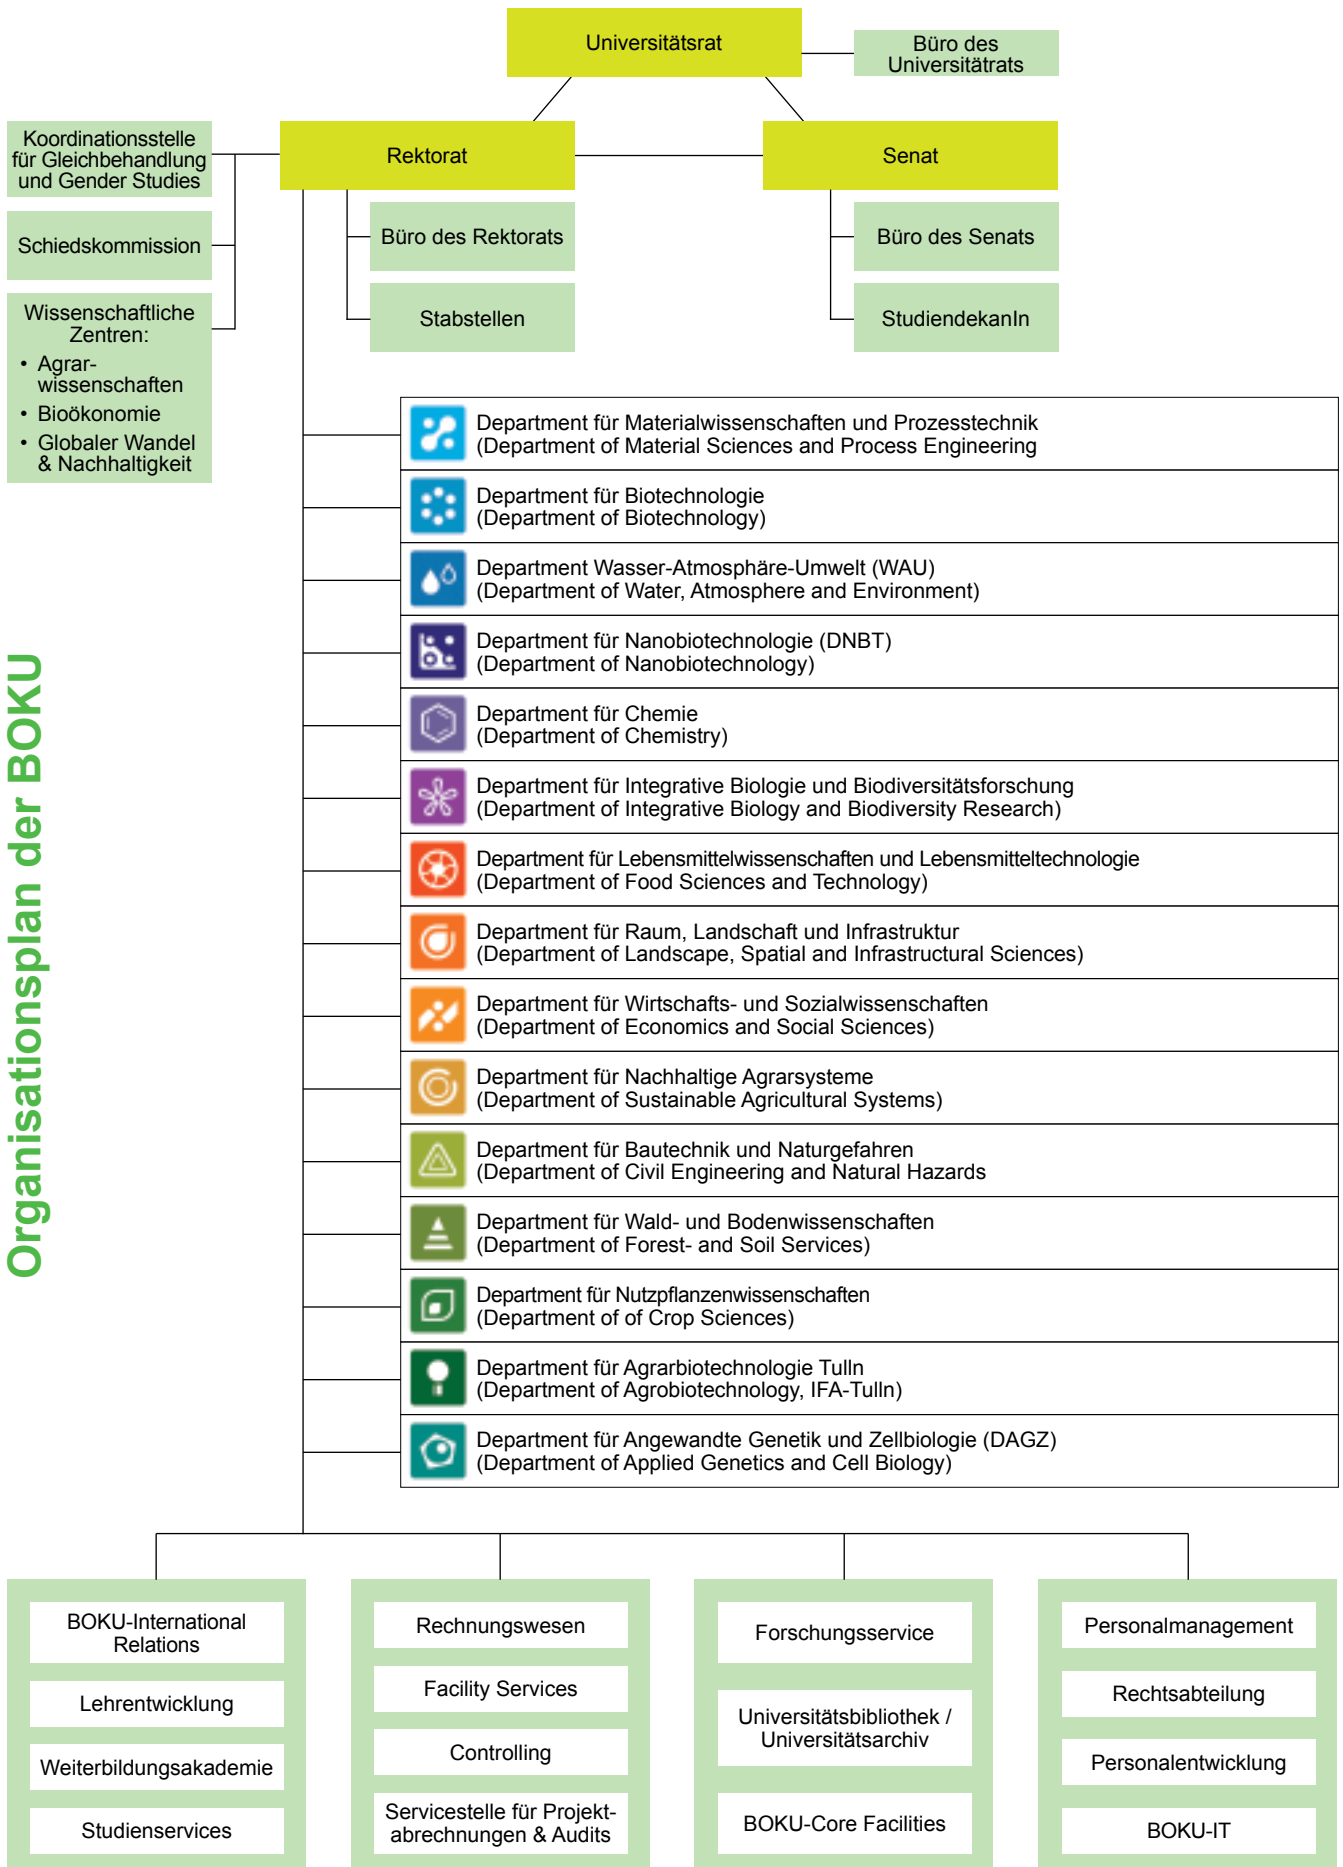 Universitätsrat
Büro des
Universitätrats
Koordinationsstelle
für Gleichbehandlung
und Gender Studies
Rektorat
Senat
Schiedskommission
Büro des Rektorats
Büro des Senats
Wissenschaftliche
Zentren:
• Agrar-
wissenschaften
• Bioökonomie
• Globaler Wandel
& Nachhaltigkeit
Stabstellen
StudiendekanIn
Organisationsplan der BOKU
Department für Materialwissenschaften und Prozesstechnik
(Department of Material Sciences and Process Engineering
Department für Biotechnologie
(Department of Biotechnology)
Department Wasser-Atmosphäre-Umwelt (WAU)
(Department of Water, Atmosphere and Environment)
Department für Nanobiotechnologie (DNBT)
(Department of Nanobiotechnology)
Department für Chemie
(Department of Chemistry)
Department für Integrative Biologie und Biodiversitätsforschung
(Department of Integrative Biology and Biodiversity Research)
Department für Lebensmittelwissenschaften und Lebensmitteltechnologie
(Department of Food Sciences and Technology)
Department für Raum, Landschaft und Infrastruktur
(Department of Landscape, Spatial and Infrastructural Sciences)
Department für Wirtschafts- und Sozialwissenschaften
(Department of Economics and Social Sciences)
Department für Nachhaltige Agrarsysteme
(Department of Sustainable Agricultural Systems)
Department für Bautechnik und Naturgefahren
(Department of Civil Engineering and Natural Hazards
Department für Wald- und Bodenwissenschaften
(Department of Forest- and Soil Services)
Department für Nutzpflanzenwissenschaften
(Department of of Crop Sciences)
Department für Agrarbiotechnologie Tulln
(Department of Agrobiotechnology, IFA-Tulln)
Department für Angewandte Genetik und Zellbiologie (DAGZ)
(Department of Applied Genetics and Cell Biology)
BOKU-International
Relations
Lehrentwicklung
Weiterbildungsakademie
Studienservices
Rechnungswesen
Facility Services
Controlling
Servicestelle für Projekt-
abrechnungen & Audits
Forschungsservice
Universitätsbibliothek /
Universitätsarchiv
BOKU-Core Facilities
Personalmanagement
Rechtsabteilung
Personalentwicklung
BOKU-IT